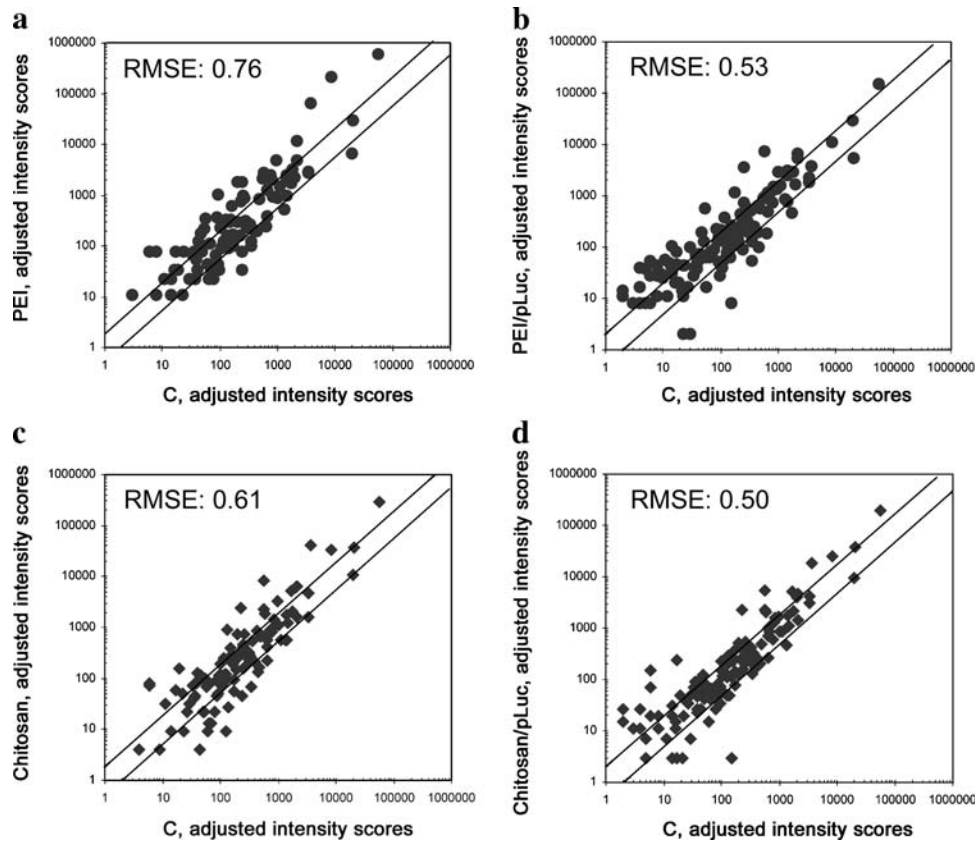 a
PEI, adjusted intensity scores
1000000
100000
10000
1000
100
10
1
RMSE: 0.76
1 10 100 1000 10000 100000 1000000
C, adjusted intensity scores
b
PEI/pLuc, adjusted intensity scores
1000000
100000
10000
1000
100
10
1
RMSE: 0.53
1 10 100 1000 10000 100000 1000000
C, adjusted intensity scores
c
Chitosan, adjusted intensity scores
1000000
100000
10000
1000
100
10
1
RMSE: 0.61
1 10 100 1000 10000 100000 1000000
C, adjusted intensity scores
d
Chitosan/pLuc, adjusted intensity scores
1000000
100000
10000
1000
100
10
1
RMSE: 0.50
1 10 100 1000 10000 100000 1000000
C, adjusted intensity scores